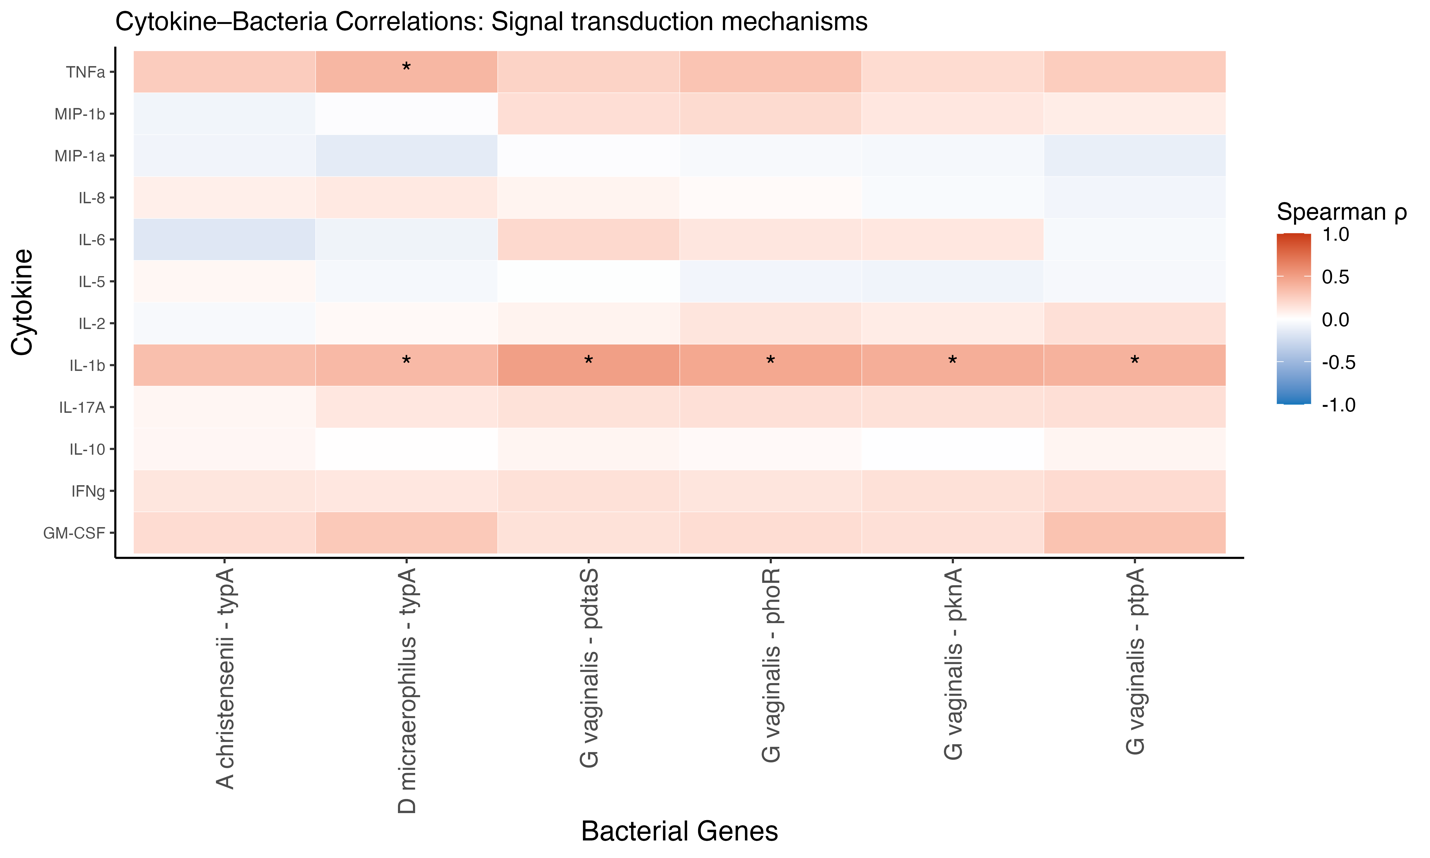 Cytokine–Bacteria Correlations: Signal transduction mechanisms
Cytokine
TNFa
*
MIP-1b
MIP-1a
IL-8
IL-6
IL-5
IL-2
IL-1b
* * * * *
IL-17A
IL-10
IFNg
GM-CSF
A christensenii - typA
D micraerophilus - typA
G vaginalis - pdtaS
G vaginalis - phoR
G vaginalis - pknA
G vaginalis - ptpA
Bacterial Genes
Spearman ρ
1.0
0.5
0.0
-0.5
-1.0